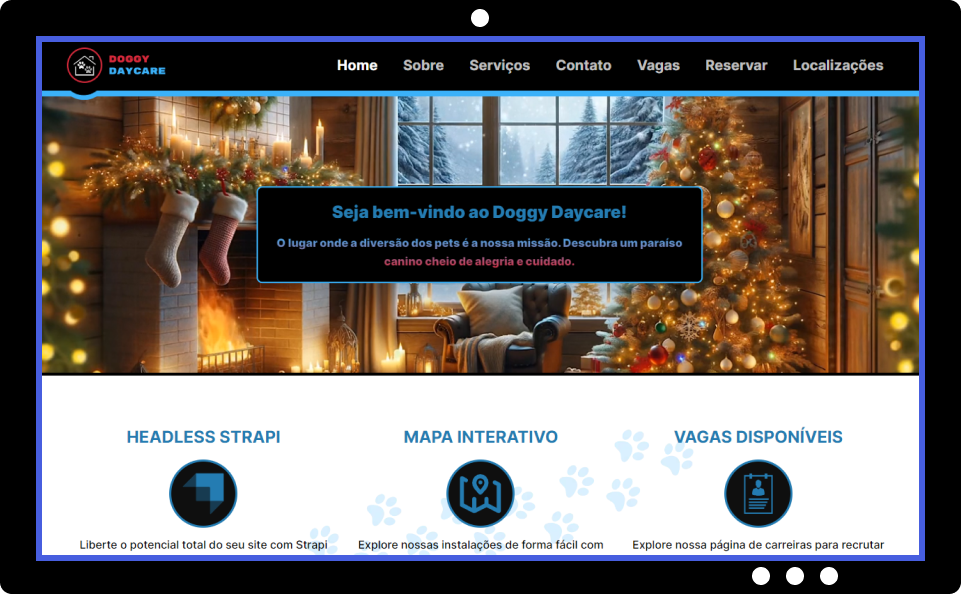 DOGGY
DAYCARE
Home Sobre Serviços Contato Vagas Reservar Localizações
Seja bem-vindo ao Doggy Daycare!
O lugar onde a diversão dos pets é a nossa missão. Descubra um paraíso
canino cheio de alegria e cuidado.
HEADLESS STRAPI
MAPA INTERATIVO
VAGAS DISPONÍVEIS
Liberte o potencial total do seu site com Strapi
Explore nossas instalações de forma fácil com
Explore nossa página de carreiras para recrutar